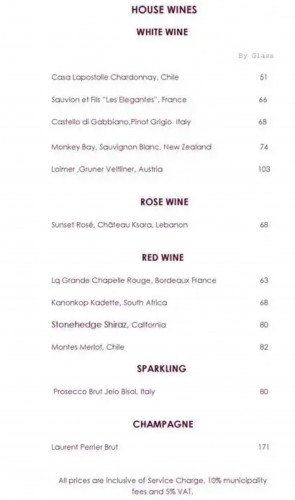 HOUSE WINES
WHITE WINE
By Glass
Casa Lapostolle Chardonnay, Chile 51
Sauvion et Fils "Les Elegantes", France 66
Castello di Gabbiano,Pinot Grigio Italy 68
Monkey Bay, Sauvignon Blanc, New Zealand 74
Loimer ,Gruner Veltliner, Austria 103
ROSE WINE
Sunset Rosé, Château Ksara, Lebanon 68
RED WINE
La Grande Chapelle Rouge, Bordeaux France 63
Kanonkop Kadette, South Africa 68
Stonehedge Shiraz, California 80
Montes Merlot, Chile 82
SPARKLING
Prosecco Brut Jeio Bisol, Italy 80
CHAMPAGNE
Laurent Perrier Brut 171
All prices are inclusive of Service Charge, 10% municipality
fees and 5% VAT.